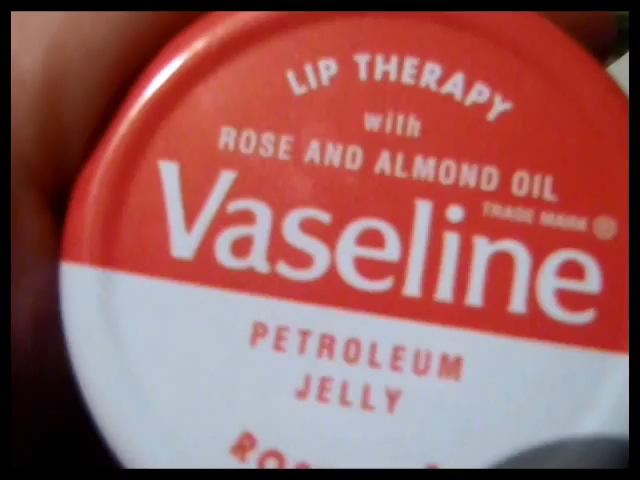 LIP THERAPY
with
ROSE AND ALMOND OIL
Vaseline
TRADE MARK ®
PETROLEUM
JELLY